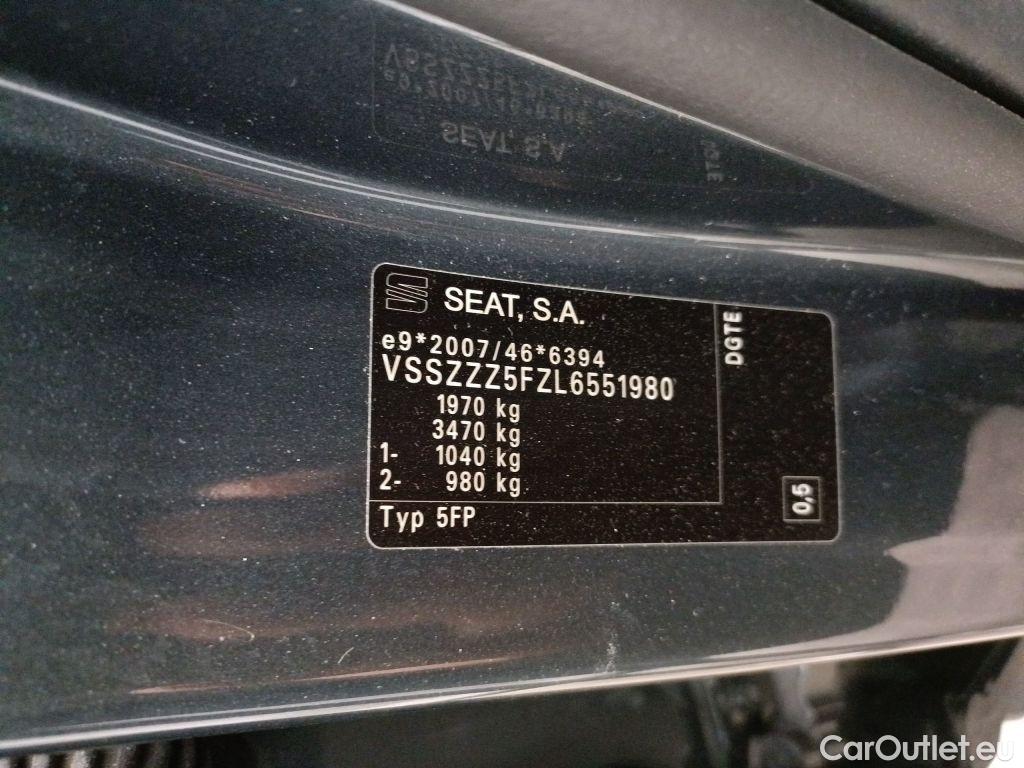 SEAT, S.A.
e9*2007/46*6394
VSSZZZ5FZL6551980
1970 kg
3470 kg
1- 1040 kg
2- 980 kg
Typ 5FP
DGTE
0,5
CarOutlet.eu